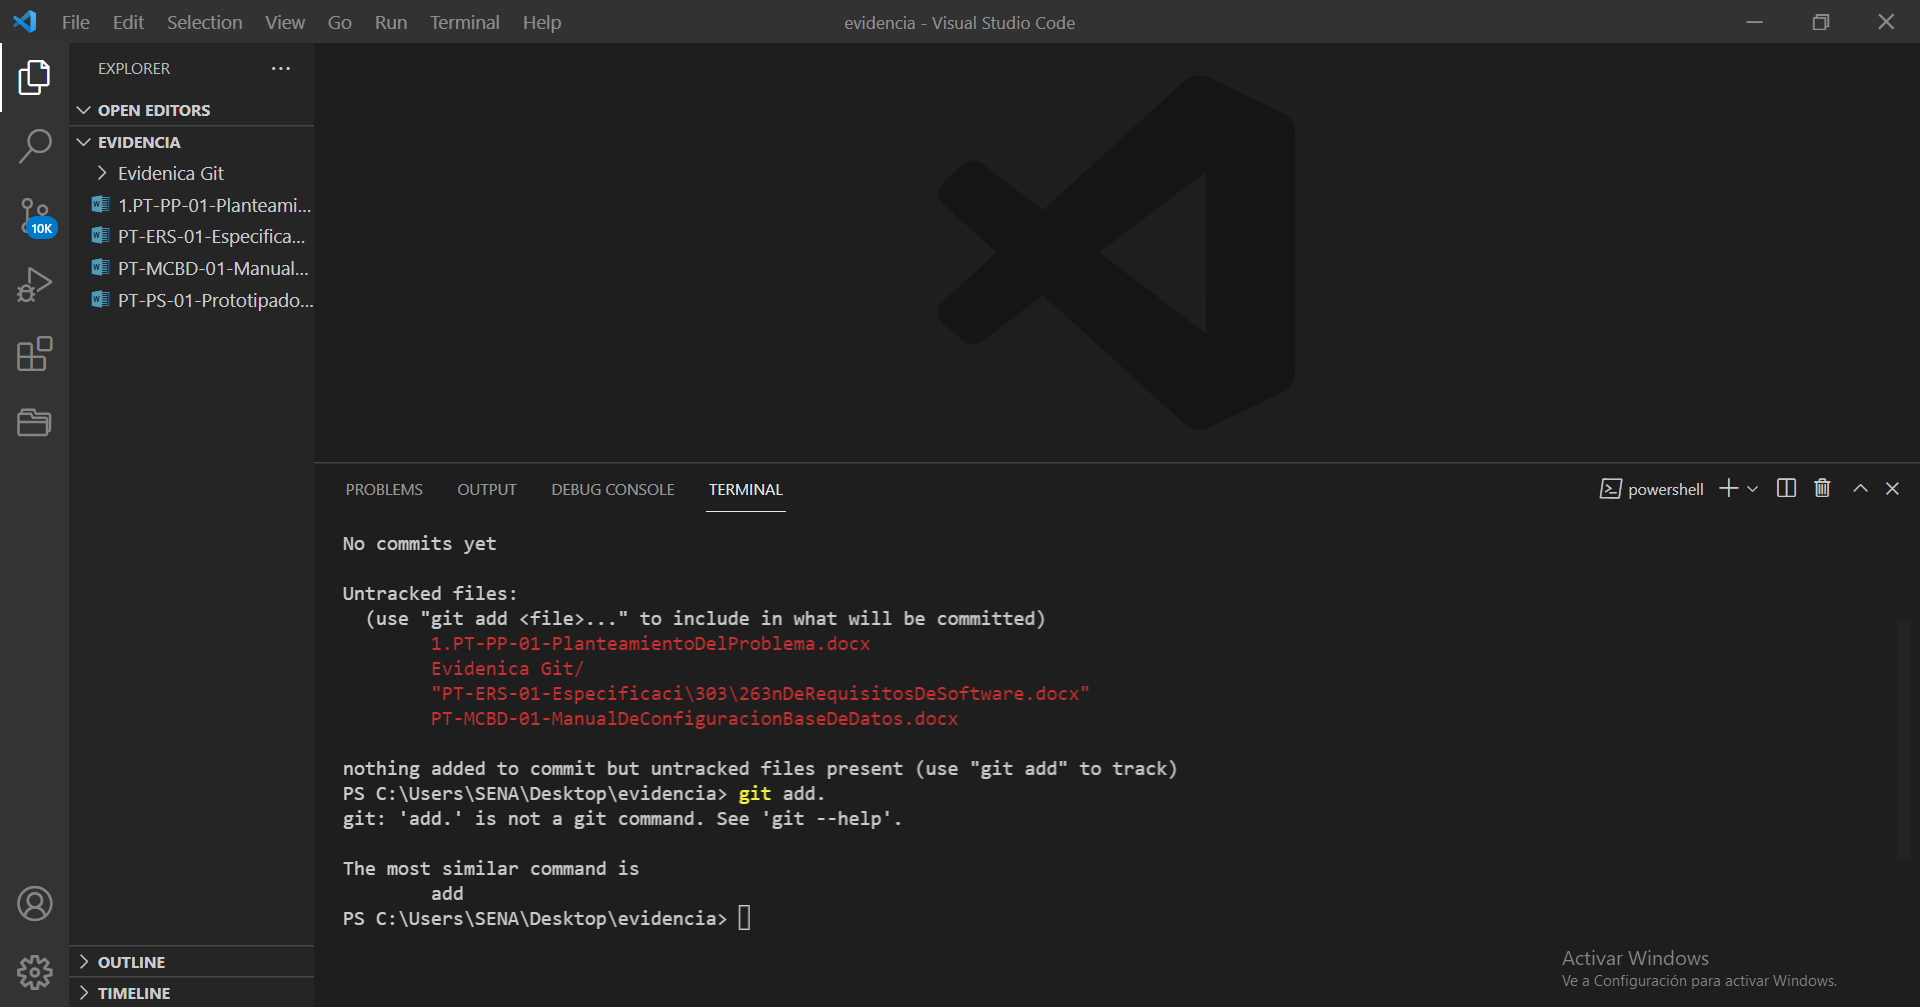 File Edit Selection View Go Run Terminal Help
evidencia - Visual Studio Code
EXPLORER
OPEN EDITORS
EVIDENCIA
Evidenica Git
1.PT-PP-01-Planteami...
PT-ERS-01-Especifica...
PT-MCBD-01-Manual...
PT-PS-01-Prototipado...
10K
OUTLINE
TIMELINE
PROBLEMS OUTPUT DEBUG CONSOLE TERMINAL
powershell
No commits yet
Untracked files:
(use "git add <file>..." to include in what will be committed)
1.PT-PP-01-PlanteamientoDelProblema.docx
Evidenica Git/
"PT-ERS-01-Especificaci\303\263nDeRequisitosDeSoftware.docx"
PT-MCBD-01-ManualDeConfiguracionBaseDeDatos.docx
nothing added to commit but untracked files present (use "git add" to track)
PS C:\Users\SENA\Desktop\evidencia> git add.
git: 'add.' is not a git command. See 'git --help'.
The most similar command is
add
PS C:\Users\SENA\Desktop\evidencia>
Activar Windows
Ve a Configuración para activar Windows.